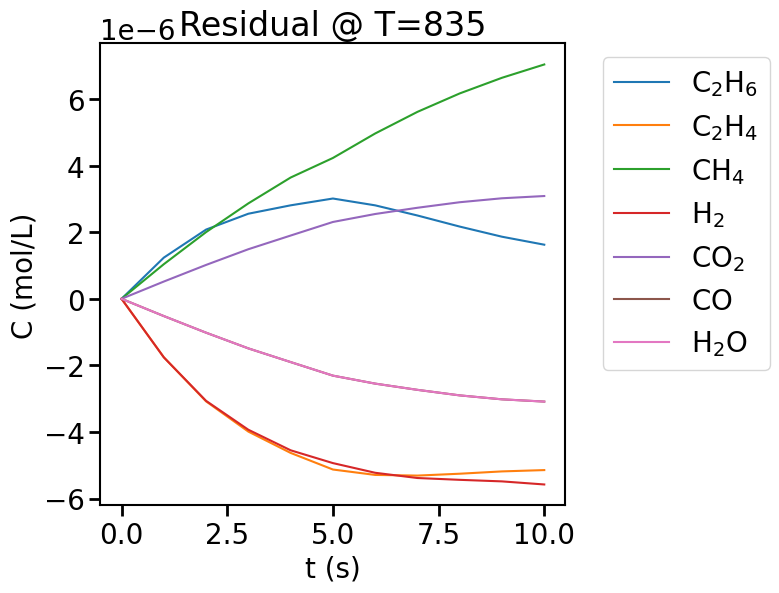 Residual @ T=835
1e−6
6
4
2
0
−2
−4
−6
C (mol/L)
0.0 2.5 5.0 7.5 10.0
t (s)
C₂H₆
C₂H₄
CH₄
H₂
CO₂
CO
H₂O